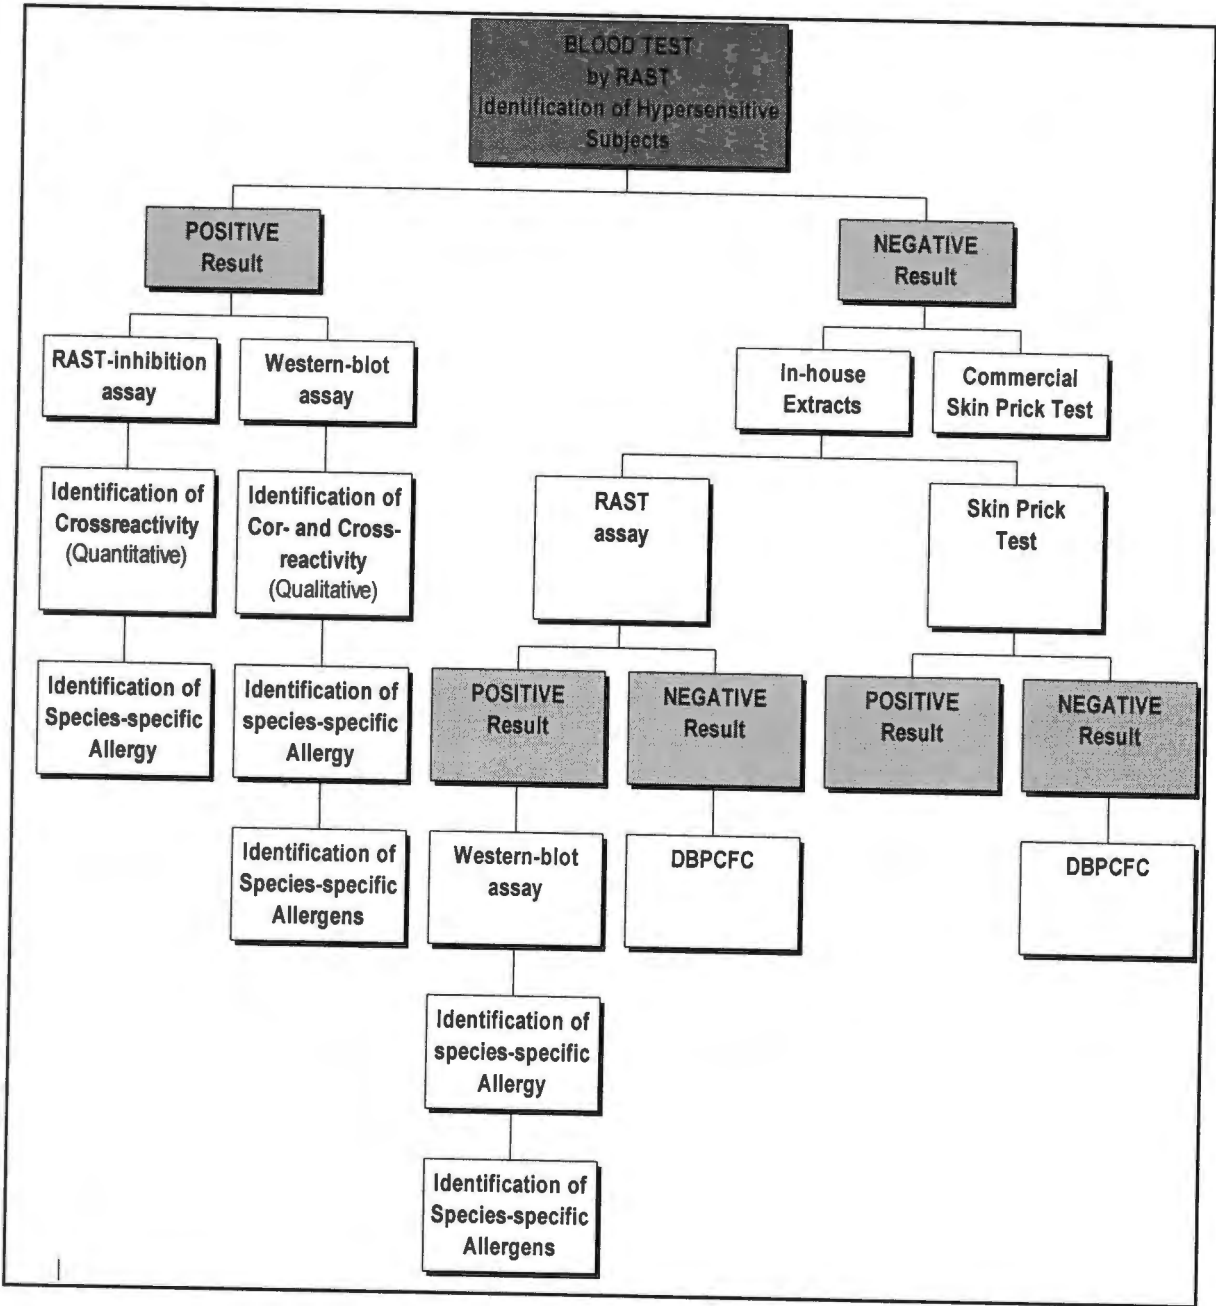 BLOOD TEST
by RAST
Identification of Hypersensitive
Subjects
POSITIVE
Result
NEGATIVE
Result
RAST-inhibition
assay
Western-blot
assay
In-house
Extracts
Commercial
Skin Prick Test
Identification of
Crossreactivity
(Quantitative)
Identification of
Cor- and Cross-
reactivity
(Qualitative)
RAST
assay
Skin Prick
Test
Identification of
Species-specific
Allergy
Identification of
species-specific
Allergy
POSITIVE
Result
NEGATIVE
Result
POSITIVE
Result
NEGATIVE
Result
Identification of
Species-specific
Allergens
Western-blot
assay
DBPCFC
DBPCFC
Identification of
species-specific
Allergy
Identification of
Species-specific
Allergens